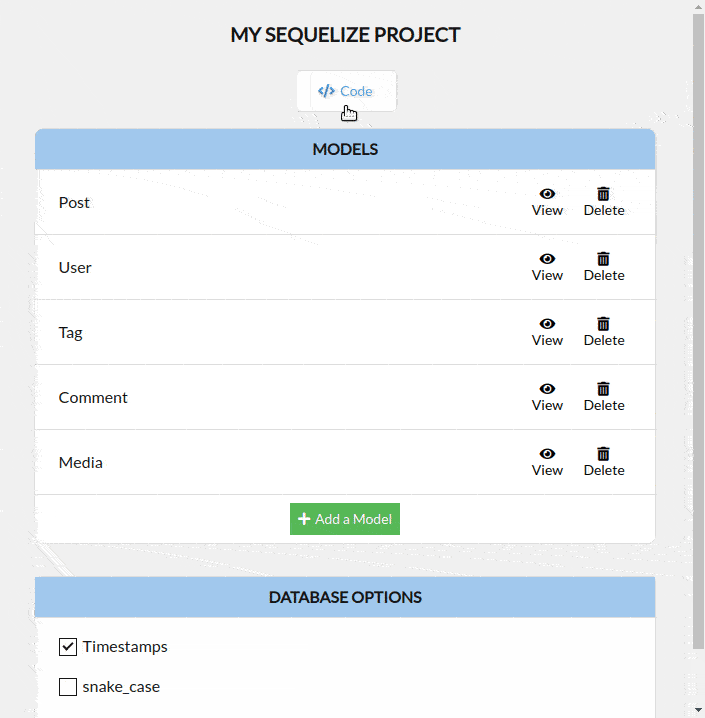 MY SEQUELIZE PROJECT
</> Code
MODELS
Post View Delete
User View Delete
Tag View Delete
Comment View Delete
Media View Delete
+ Add a Model
DATABASE OPTIONS
Timestamps
snake_case